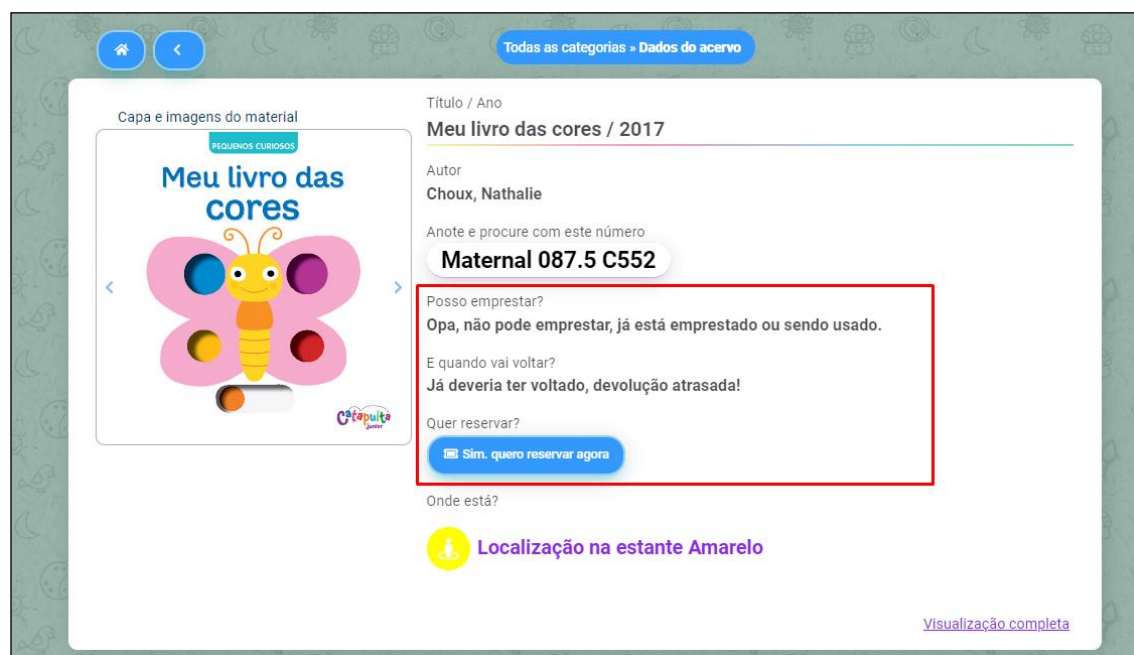 Todas as categorias » Dados do acervo
Capa e imagens do material
PEQUENOS CURIOSOS
Meu livro das
cores
Catapulta
junior
Título / Ano
Meu livro das cores / 2017
Autor
Choux, Nathalie
Anote e procure com este número
Maternal 087.5 C552
Posso emprestar?
Opa, não pode emprestar, já está emprestado ou sendo usado.
E quando vai voltar?
Já deveria ter voltado, devolução atrasada!
Quer reservar?
Sim. quero reservar agora
Onde está?
Localização na estante Amarelo
Visualização completa